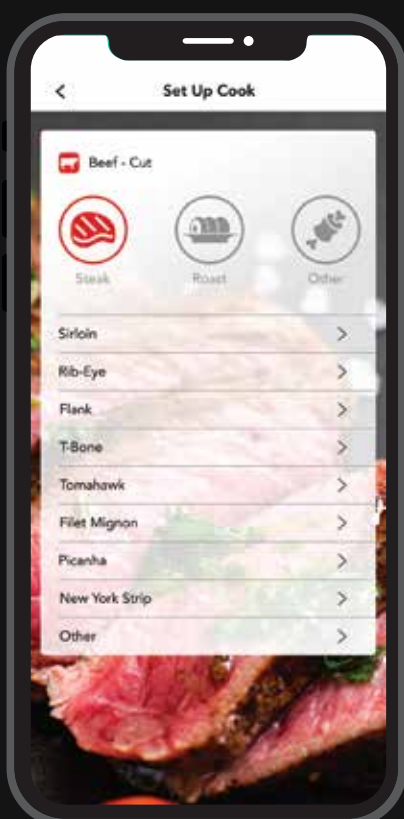 Set Up Cook
Beef - Cut
Steak Roast Other
Sirloin
Rib-Eye
Flank
T-Bone
Tomahawk
Filet Mignon
Picanha
New York Strip
Other